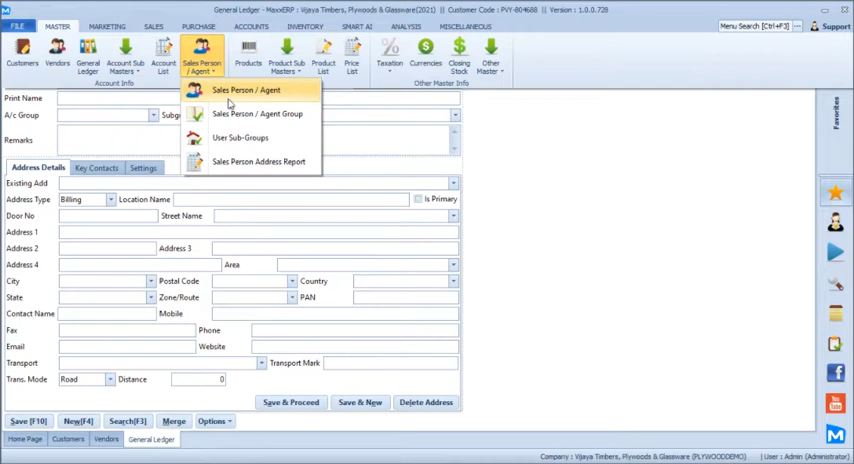 General Ledger - MaxxERP : Vijaya Timbers, Plywoods & Glassware(2021) | Customer Code : PVY-804688 | Version : 1.0.0.728
FILE MASTER MARKETING SALES PURCHASE ACCOUNTS INVENTORY SMART AI ANALYSIS MISCELLANEOUS Menu Search [Ctrl+F3] ... Support
Customers Vendors General Ledger Account Sub Masters Account List Sales Person / Agent Products Product Sub Masters Product List Price List Taxation Currencies Closing Stock Other Master
Account Info Other Master Info
Sales Person / Agent
Sales Person / Agent Group
User Sub-Groups
Sales Person Address Report
Print Name
A/c Group Subg
Remarks
Favorites
Address Details Key Contacts Settings
Existing Add
Address Type Billing Location Name Is Primary
Door No Street Name
Address 1
Address 2 Address 3
Address 4 Area
City Postal Code Country
State Zone/Route PAN
Contact Name Mobile
Fax Phone
Email Website
Transport Transport Mark
Trans. Mode Road Distance 0
Save & Proceed Save & New Delete Address
Save [F10] New[F4] Search[F3] Merge Options
Home Page Customers Vendors General Ledger
Company : Vijaya Timbers, Plywoods & Glassware (PLYWOODDEMO) | User : Admin (Administrator)